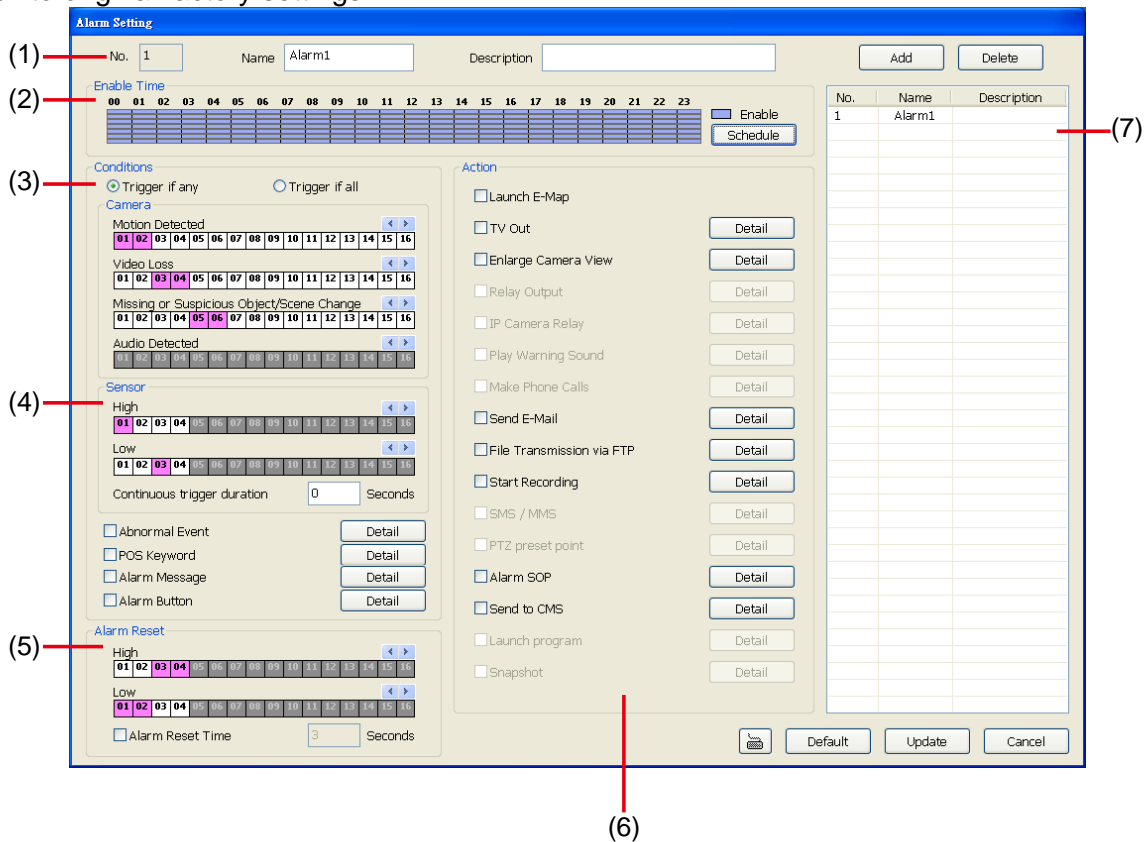 Alarm Setting
(1)
No. 1 Name Alarm1 Description Add Delete
(2)
Enable Time
00 01 02 03 04 05 06 07 08 09 10 11 12 13 14 15 16 17 18 19 20 21 22 23
Enable
Schedule
No. Name Description
1 Alarm1
(7)
(3)
Conditions
Trigger if any Trigger if all
Camera
Motion Detected
01 02 03 04 05 06 07 08 09 10 11 12 13 14 15 16
Video Loss
01 02 03 04 05 06 07 08 09 10 11 12 13 14 15 16
Missing or Suspicious Object/Scene Change
01 02 03 04 05 06 07 08 09 10 11 12 13 14 15 16
Audio Detected
01 02 03 04 05 06 07 08 09 10 11 12 13 14 15 16
(4)
Sensor
High
01 02 03 04 05 06 07 08 09 10 11 12 13 14 15 16
Low
01 02 03 04 05 06 07 08 09 10 11 12 13 14 15 16
Continuous trigger duration 0 Seconds
Abnormal Event Detail
POS Keyword Detail
Alarm Message Detail
Alarm Button Detail
(5)
Alarm Reset
High
01 02 03 04 05 06 07 08 09 10 11 12 13 14 15 16
Low
01 02 03 04 05 06 07 08 09 10 11 12 13 14 15 16
Alarm Reset Time 3 Seconds
Action
Launch E-Map
TV Out Detail
Enlarge Camera View Detail
Relay Output Detail
IP Camera Relay Detail
Play Warning Sound Detail
Make Phone Calls Detail
Send E-Mail Detail
File Transmission via FTP Detail
Start Recording Detail
SMS / MMS Detail
PTZ preset point Detail
Alarm SOP Detail
Send to CMS Detail
Launch program Detail
Snapshot Detail
Default Update Cancel
(6)